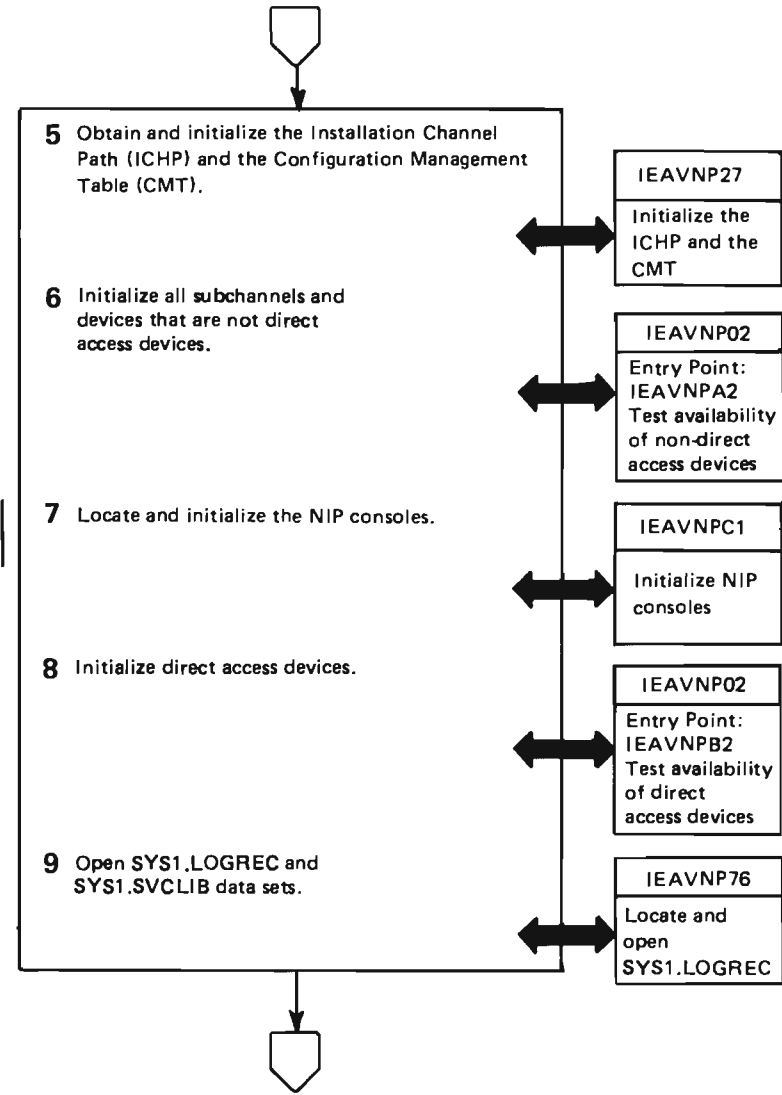 5 Obtain and initialize the Installation Channel
Path (ICHP) and the Configuration Management
Table (CMT).
IEAVNP27
Initialize the
ICHP and the
CMT
6 Initialize all subchannels and
devices that are not direct
access devices.
IEAVNP02
Entry Point:
IEAVNPA2
Test availability
of non-direct
access devices
7 Locate and initialize the NIP consoles.
IEAVNPC1
Initialize NIP
consoles
8 Initialize direct access devices.
IEAVNP02
Entry Point:
IEAVNPB2
Test availability
of direct
access devices
9 Open SYS1.LOGREC and
SYS1.SVCLIB data sets.
IEAVNP76
Locate and
open
SYS1.LOGREC